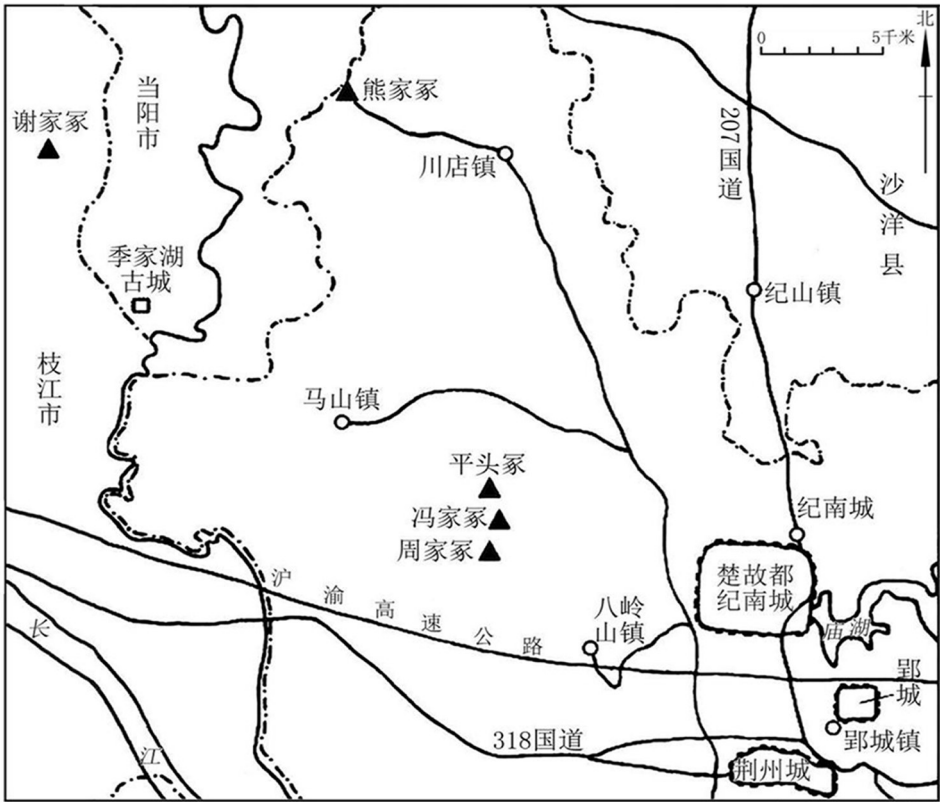 北
0 5千米
当阳市
谢家冢
熊家冢
207国道
川店镇
沙洋县
季家湖
古城
纪山镇
枝江市
马山镇
平头冢
冯家冢
周家冢
纪南城
楚故都
纪南城
沪渝高速公路
八岭
山镇
庙湖
长江
郢城
318国道
郢城镇
荆州城